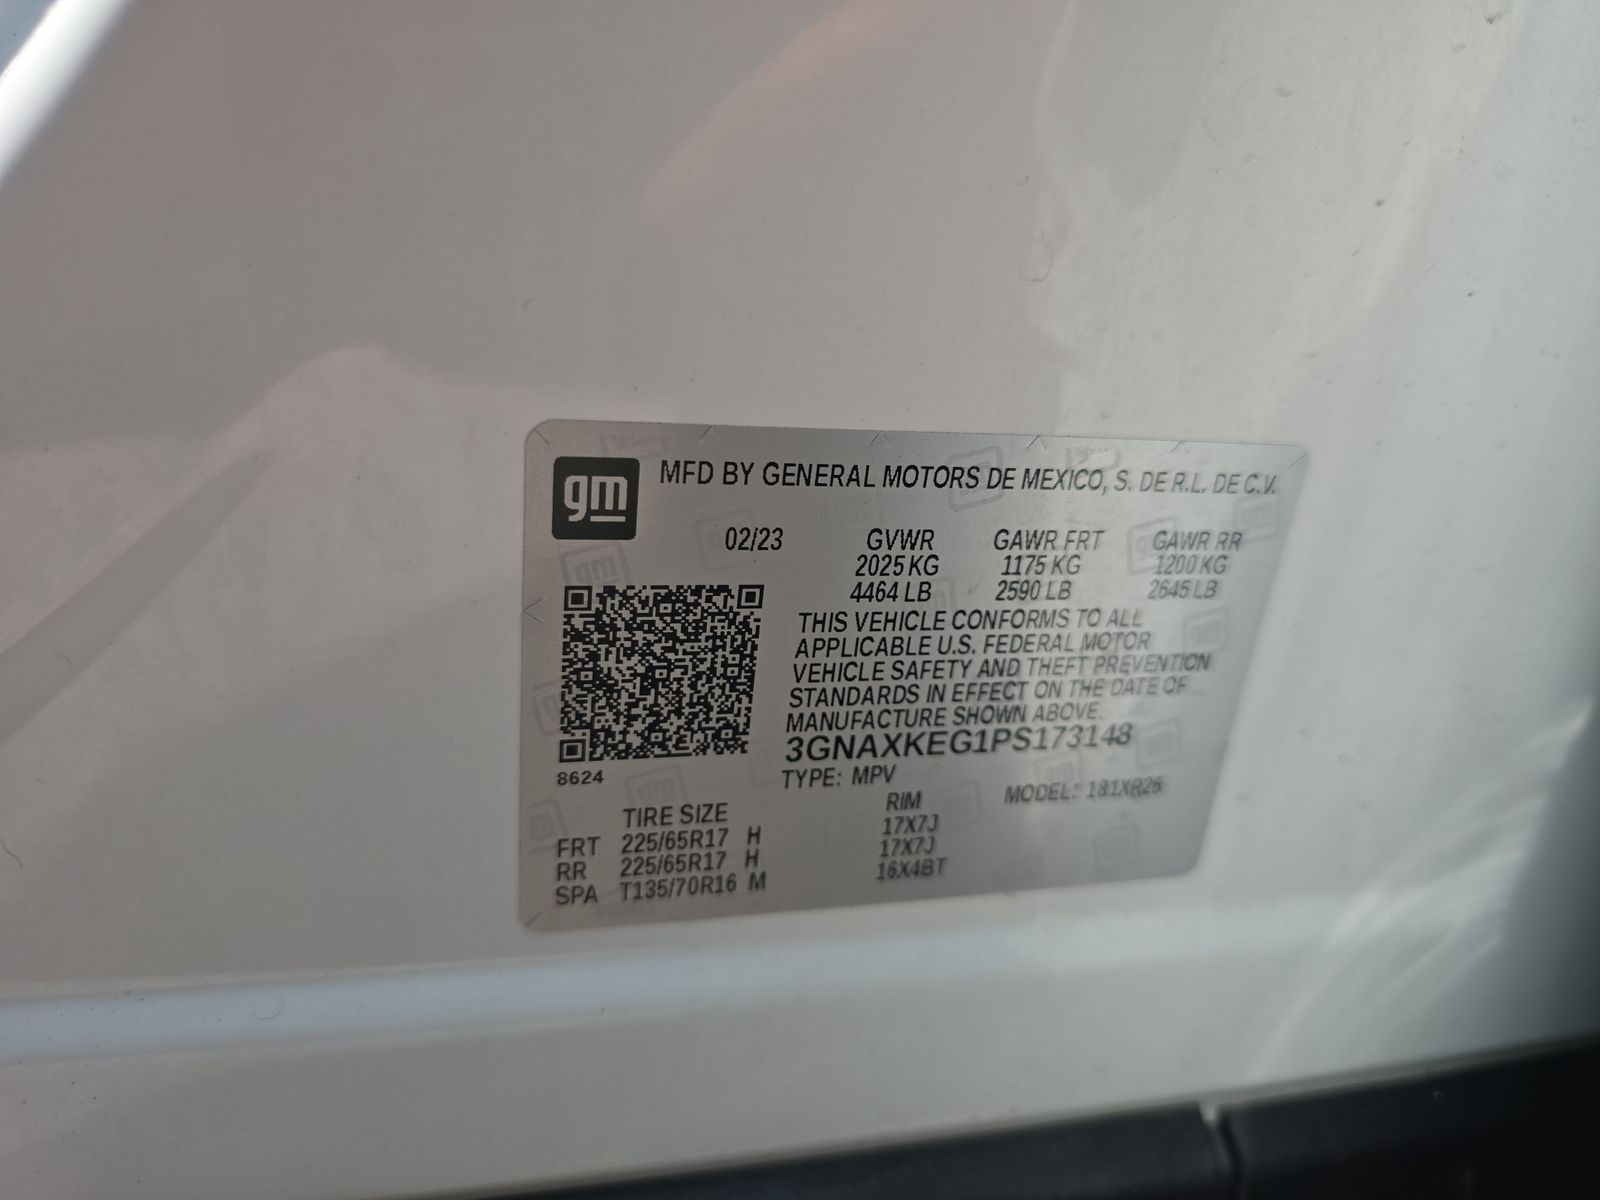 gm MFD BY GENERAL MOTORS DE MEXICO, S. DE R.L. DE C.V.
02/23 GVWR GAWR FRT GAWR RR
2025 KG 1175 KG 1200 KG
4464 LB 2590 LB 2645 LB
THIS VEHICLE CONFORMS TO ALL
APPLICABLE U.S. FEDERAL MOTOR
VEHICLE SAFETY AND THEFT PREVENTION
STANDARDS IN EFFECT ON THE DATE OF
MANUFACTURE SHOWN ABOVE.
3GNAXKEG1PS173148
8624 TYPE: MPV MODEL: 181XR26
TIRE SIZE RIM
FRT 225/65R17 H 17X7J
RR 225/65R17 H 17X7J
SPA T135/70R16 M 16X4BT